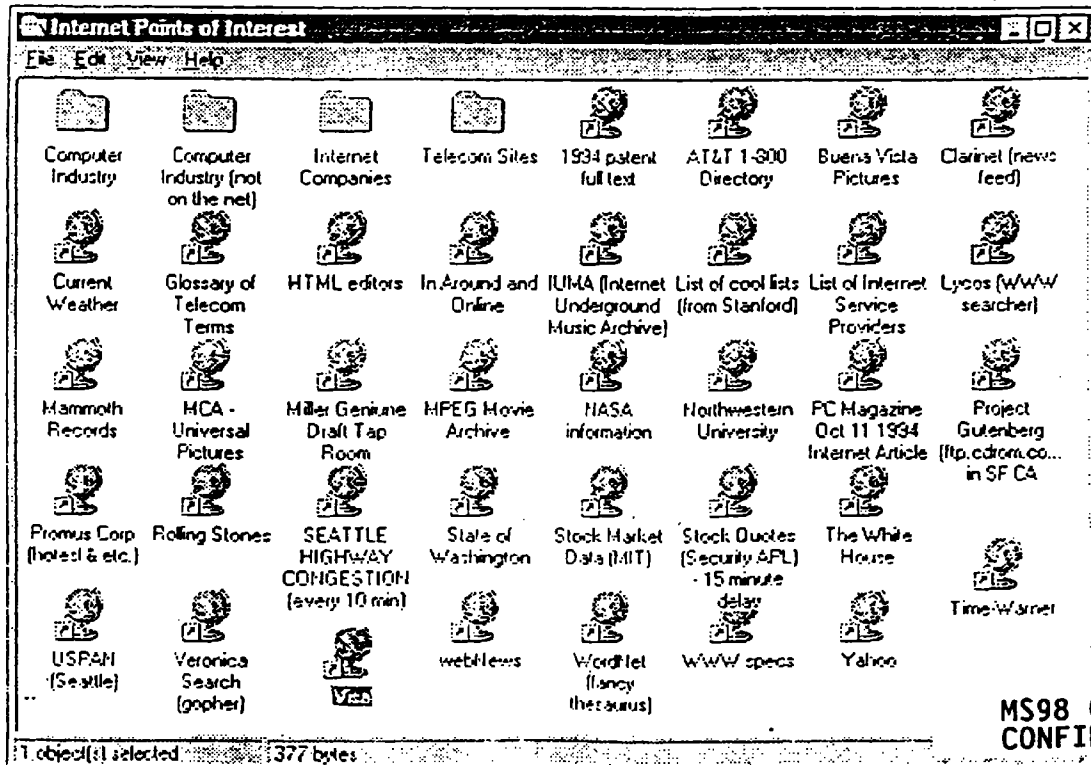 Internet Points of Interest
File Edit View Help
Computer Industry
Computer Industry (not on the net)
Internet Companies
Telecom Sites
1994 patent full text
AT&T 1-800 Directory
Buena Vista Pictures
Clarinet (news feed)
Current Weather
Glossary of Telecom Terms
HTML editors
In Around and Online
IUMA (Internet Underground Music Archive)
List of cool lists (from Stanford)
List of Internet Service Providers
Lycos (WWW searcher)
Mammoth Records
MCA - Universal Pictures
Miller Geniune Draft Tap Room
MPEG Movie Archive
NASA information
Northwestern University
PC Magazine Oct 11 1994 Internet Article
Project Gutenberg (ftp.cdrom.co... in SF CA
Promus Corp (hotesl & etc.)
Rolling Stones
SEATTLE HIGHWAY CONGESTION (every 10 min)
State of Washington
Stock Market Data (MIT)
Stock Quotes (Security APL) - 15 minute delay
The White House
Time-Warner
USPAN (Seattle)
Veronica Search (gopher)
Visa
webNews
WordNet (fancy thesaurus)
WWW specs
Yahoo
MS98
1 object(s) selected 377 bytes